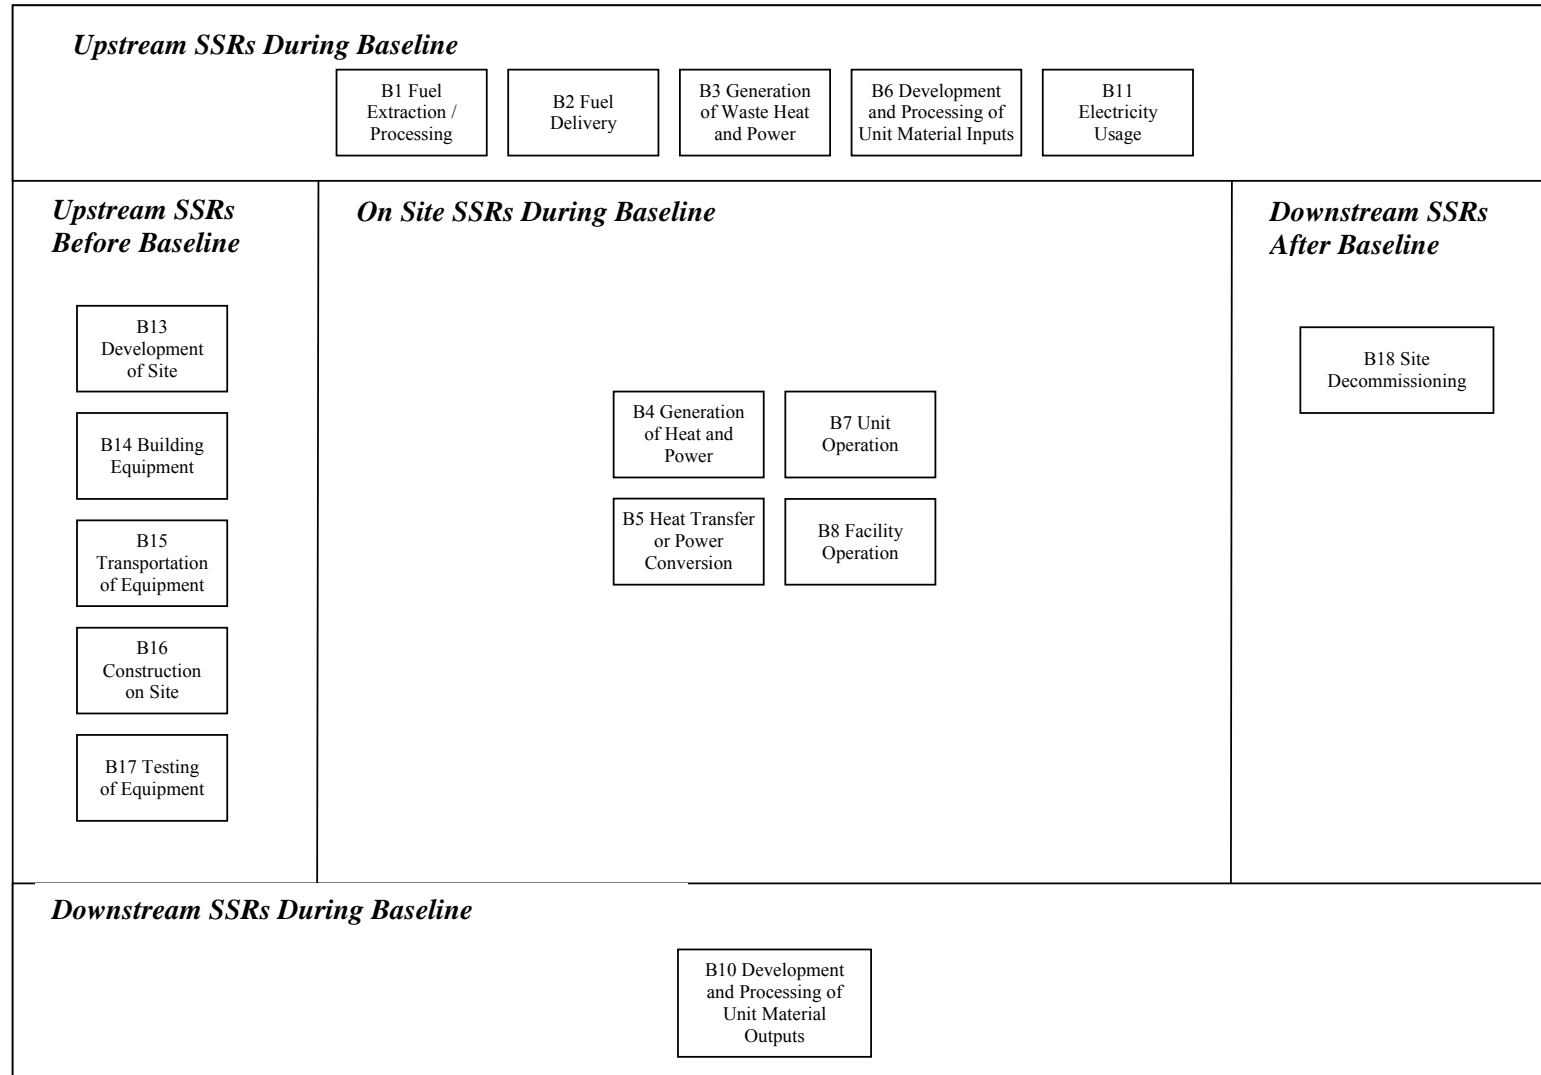 Upstream SSRs During Baseline
B1 Fuel
Extraction /
Processing
B2 Fuel
Delivery
B3 Generation
of Waste Heat
and Power
B6 Development
and Processing of
Unit Material Inputs
B11
Electricity
Usage
Upstream SSRs
Before Baseline
B13
Development
of Site
B14 Building
Equipment
B15
Transportation
of Equipment
B16
Construction
on Site
B17 Testing
of Equipment
On Site SSRs During Baseline
B4 Generation
of Heat and
Power
B7 Unit
Operation
B5 Heat Transfer
or Power
Conversion
B8 Facility
Operation
Downstream SSRs
After Baseline
B18 Site
Decommissioning
Downstream SSRs During Baseline
B10 Development
and Processing of
Unit Material
Outputs